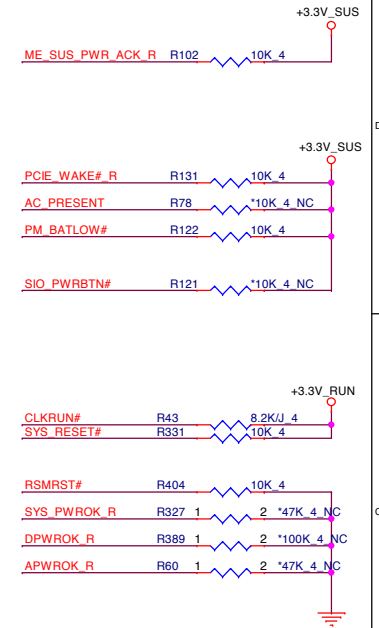 +3.3V_SUS
ME_SUS_PWR_ACK_R R102 10K_4
D
+3.3V_SUS
PCIE_WAKE#_R R131 10K_4
AC_PRESENT R78 *10K_4_NC
PM_BATLOW# R122 10K_4
SIO_PWRBTN# R121 *10K_4_NC
+3.3V_RUN
CLKRUN# R43 8.2K/J_4
SYS_RESET# R331 10K_4
RSMRST# R404 10K_4
SYS_PWROK_R R327 1 2 *47K_4_NC
C
DPWROK_R R389 1 2 *100K_4_NC
APWROK_R R60 1 2 *47K_4_NC